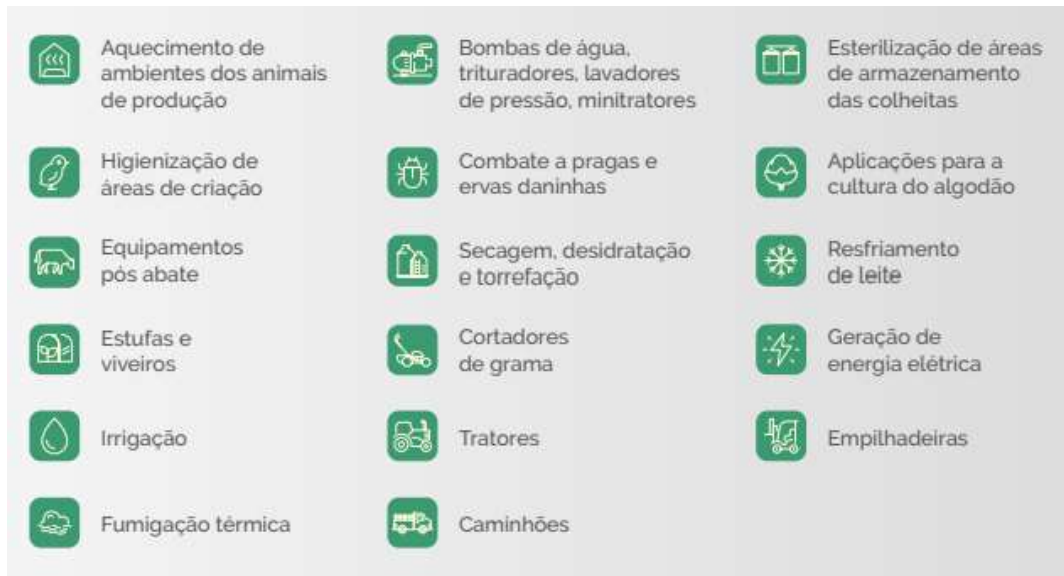 Aquecimento de
ambientes dos animais
de produção
Higienização de
áreas de criação
Equipamentos
pós abate
Estufas e
viveiros
Irrigação
Fumigação térmica
Bombas de água,
trituradores, lavadores
de pressão, minitratores
Combate a pragas e
ervas daninhas
Secagem, desidratação
e torrefação
Cortadores
de grama
Tratores
Caminhões
Esterilização de áreas
de armazenamento
das colheitas
Aplicações para a
cultura do algodão
Resfriamento
de leite
Geração de
energia elétrica
Empilhadeiras